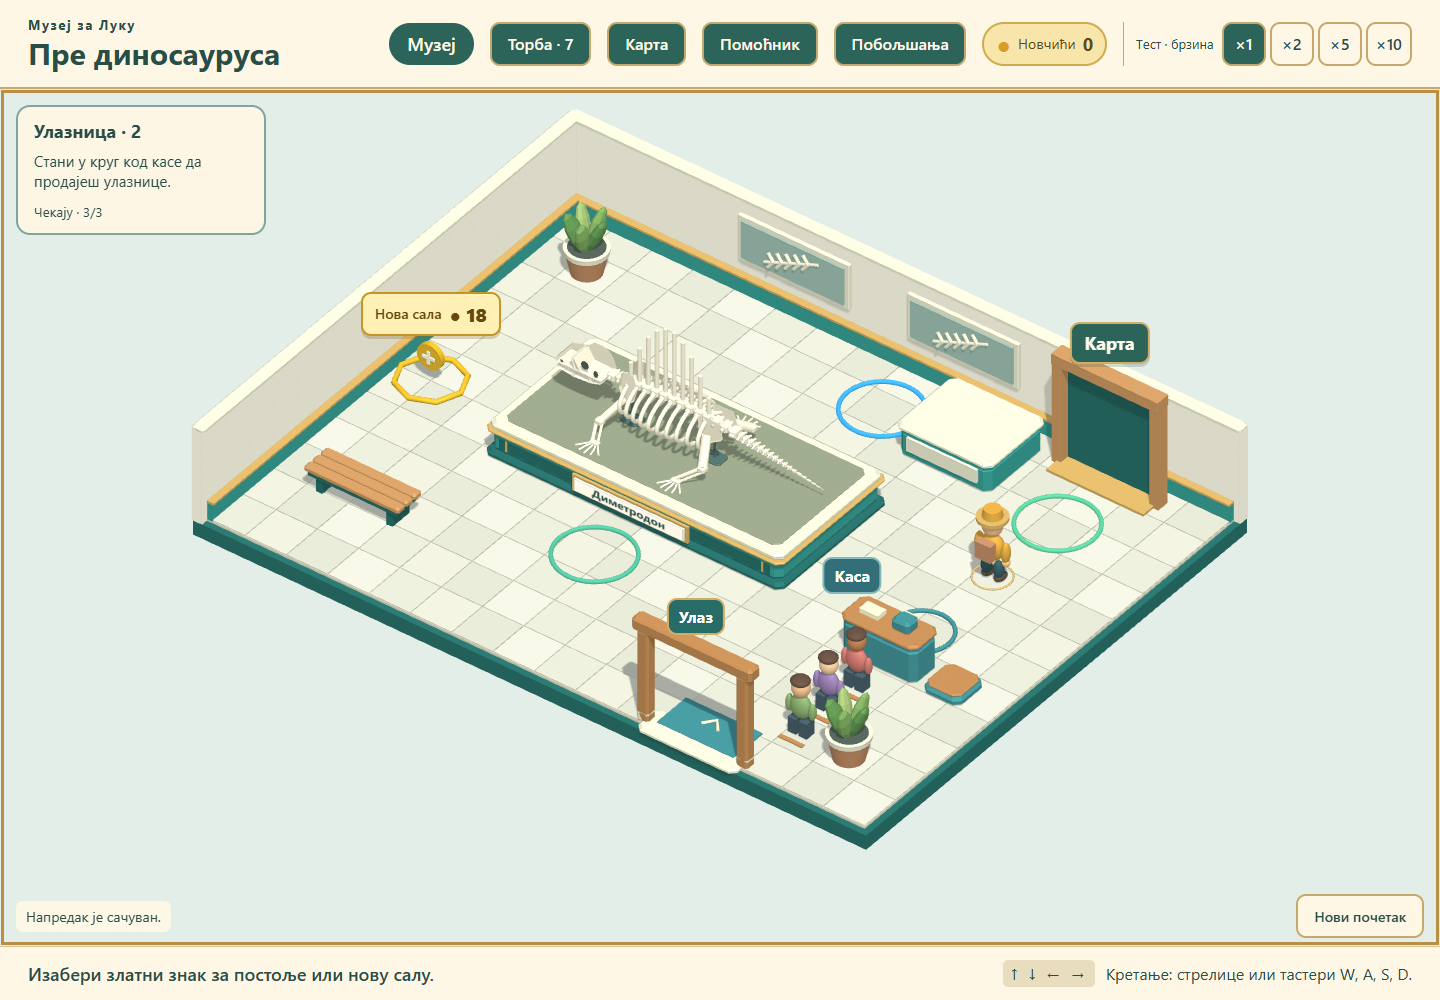 Музеј за Луку
Пре диносауруса
Музеј
Торба · 7
Карта
Помоћник
Побољшања
Новчићи 0
Тест · брзина
×1
×2
×5
×10
Улазница · 2
Стани у круг код касе да
продајеш улазнице.
Чекају · 3/3
Нова сала ● 18
Карта
Диметродон
Каса
Улаз
Напредак је сачуван.
Нови почетак
Изабери златни знак за постоље или нову салу.
↑ ↓ ← →
Кретање: стрелице или тастери W, A, S, D.